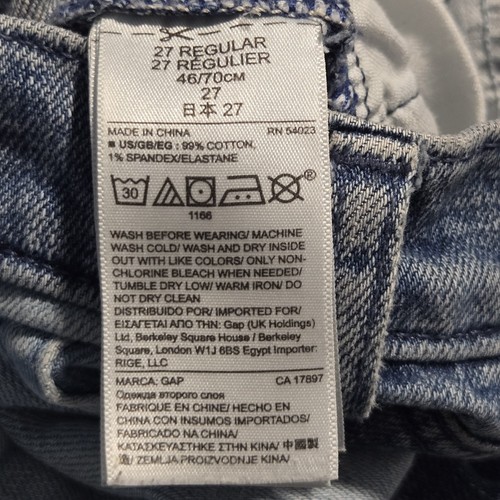 27 REGULAR
27 RÉGULIER
46/70CM
27
日本 27
MADE IN CHINA RN 54023
■ US/GB/EG : 99% COTTON,
1% SPANDEX/ELASTANE
30
®
1166
WASH BEFORE WEARING/ MACHINE
WASH COLD/ WASH AND DRY INSIDE
OUT WITH LIKE COLORS/ ONLY NON-
CHLORINE BLEACH WHEN NEEDED/
TUMBLE DRY LOW/ WARM IRON/ DO
NOT DRY CLEAN
DISTRIBUIDO POR/ IMPORTED FOR/
ΕΙΣΑΓΕΤΑΙ ΑΠΟ ΤΗΝ: Gap (UK Holdings)
Ltd, Berkeley Square House / Berkeley
Square, London W1J 6BS Egypt Importer:
RIGE, LLC
MARCA: GAP CA 17897
Одежда второго слоя
FABRIQUE EN CHINE/ HECHO EN
CHINA CON INSUMOS IMPORTADOS/
FABRICADO NA CHINA/
ΚΑΤΑΣΚΕΥΑΣΤΗΚΕ ΣΤΗΝ ΚΙΝΑ/ 中國製
造/ ZEMLJA PROIZVODNJE KINA/